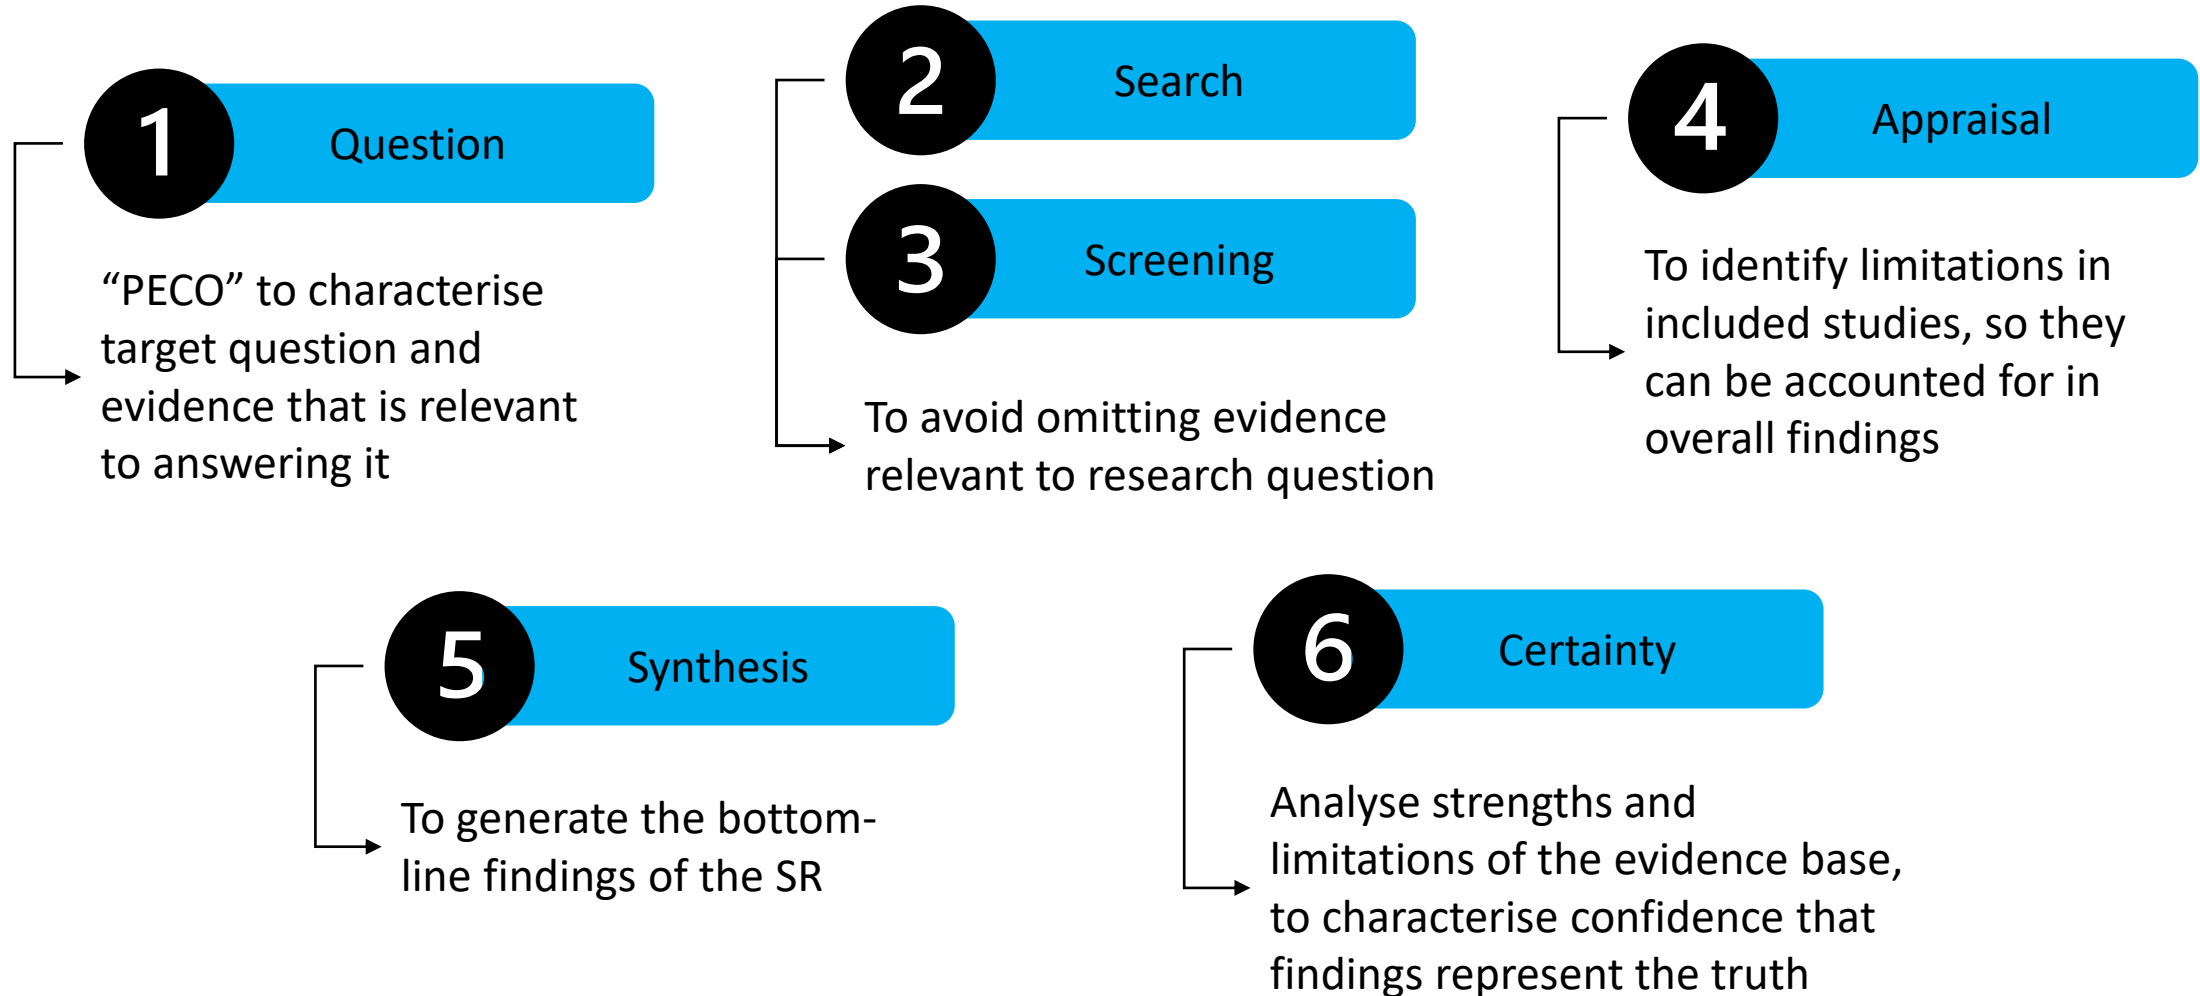 1
Question
“PECO” to characterise
target question and
evidence that is relevant
to answering it
2
Search
3
Screening
To avoid omitting evidence
relevant to research question
4
Appraisal
To identify limitations in
included studies, so they
can be accounted for in
overall findings
5
Synthesis
To generate the bottom-
line findings of the SR
6
Certainty
Analyse strengths and
limitations of the evidence base,
to characterise confidence that
findings represent the truth